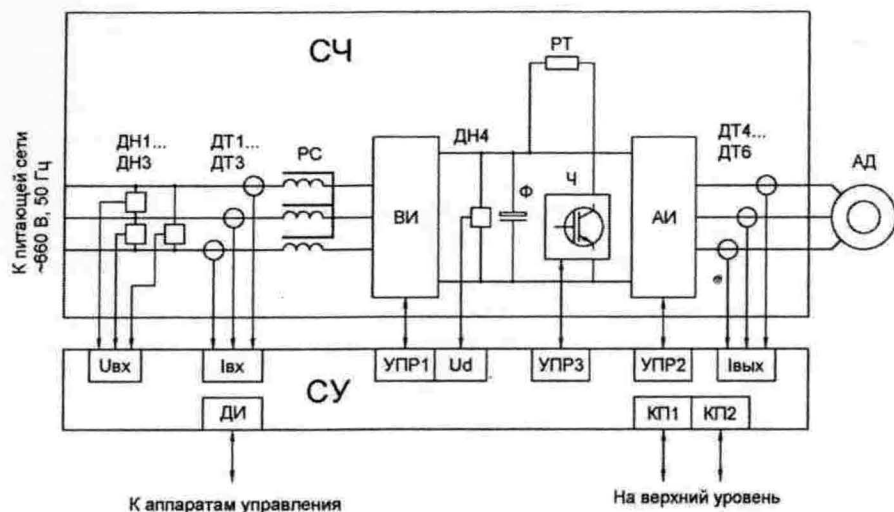 СЧ
РТ
ДН1...
ДН3
ДТ1...
ДТ3
РС
ДН4
ДТ4...
ДТ6
АД
К питающей сети
~660 В, 50 Гц
ВИ
Ф
Ч
АИ
Uвх
Iвх
УПР1
Ud
УПР3
УПР2
Iвых
СУ
ДИ
КП1
КП2
К аппаратам управления
На верхний уровень